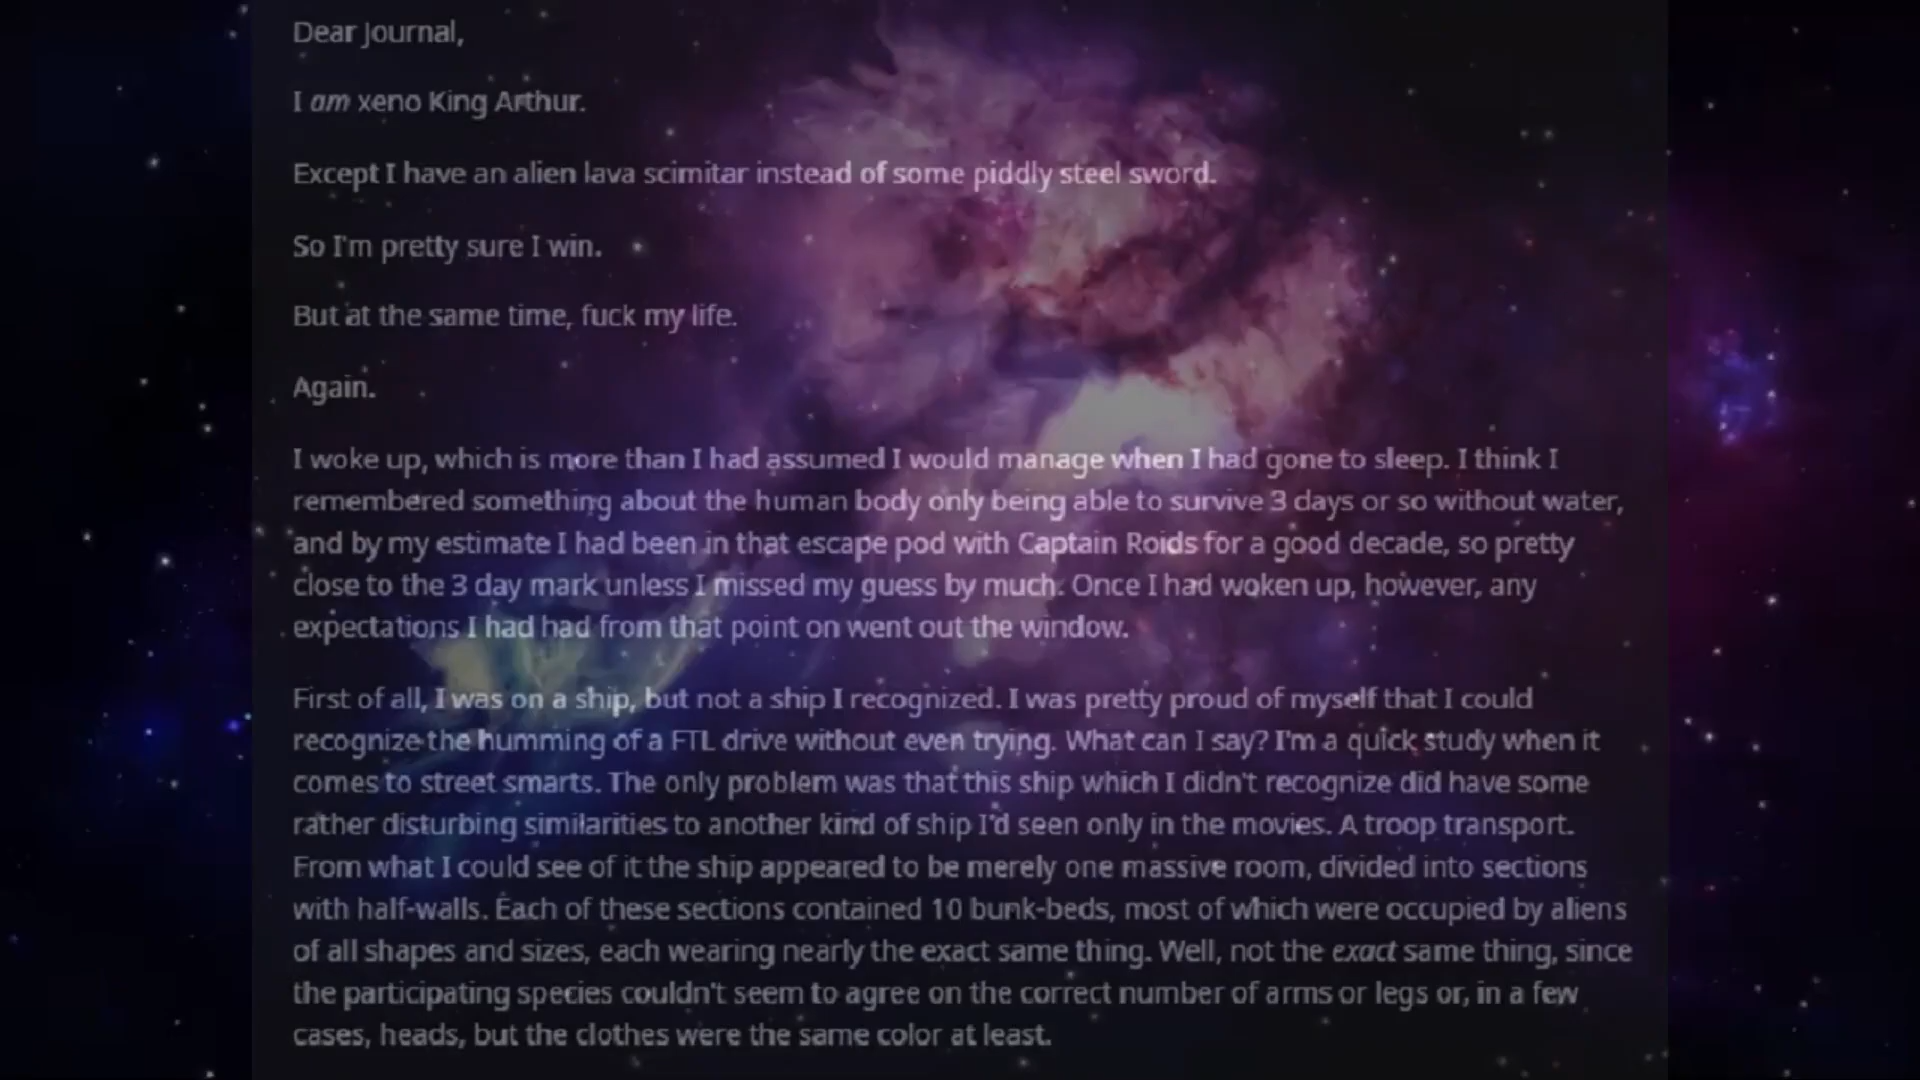 Dear Journal,
I am xeno King Arthur.
Except I have an alien lava scimitar instead of some piddly steel sword.
So I'm pretty sure I win.
But at the same time, fuck my life.
Again.
I woke up, which is more than I had assumed I would manage when I had gone to sleep. I think I
remembered something about the human body only being able to survive 3 days or so without water,
and by my estimate I had been in that escape pod with Captain Roids for a good decade, so pretty
close to the 3 day mark unless I missed my guess by much. Once I had woken up, however, any
expectations I had had from that point on went out the window.
First of all, I was on a ship, but not a ship I recognized. I was pretty proud of myself that I could
recognize the humming of a FTL drive without even trying. What can I say? I'm a quick study when it
comes to street smarts. The only problem was that this ship which I didn't recognize did have some
rather disturbing similarities to another kind of ship I'd seen only in the movies. A troop transport.
From what I could see of it the ship appeared to be merely one massive room, divided into sections
with half-walls. Each of these sections contained 10 bunk-beds, most of which were occupied by aliens
of all shapes and sizes, each wearing nearly the exact same thing. Well, not the exact same thing, since
the participating species couldn't seem to agree on the correct number of arms or legs or, in a few
cases, heads, but the clothes were the same color at least.